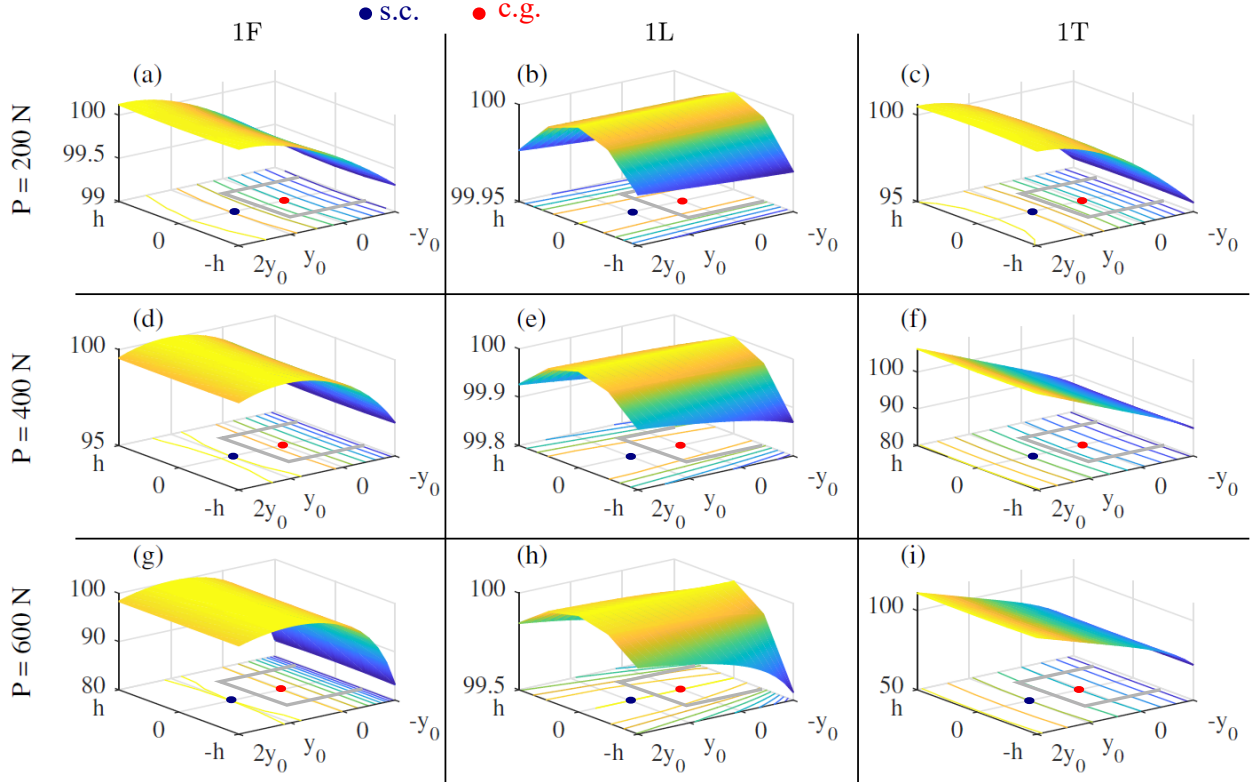 s.c. c.g.
1F 1L 1T
P = 200 N
(a)
100
99.5
99
h
0
-h
2y0
y0
0
-y0
(b)
100
99.95
h
0
-h
2y0
y0
0
-y0
(c)
100
95
h
0
-h
2y0
y0
0
-y0
P = 400 N
(d)
100
95
h
0
-h
2y0
y0
0
-y0
(e)
100
99.9
99.8
h
0
-h
2y0
y0
0
-y0
(f)
100
90
80
h
0
-h
2y0
y0
0
-y0
P = 600 N
(g)
100
90
80
h
0
-h
2y0
y0
0
-y0
(h)
100
99.5
h
0
-h
2y0
y0
0
-y0
(i)
100
50
h
0
-h
2y0
y0
0
-y0